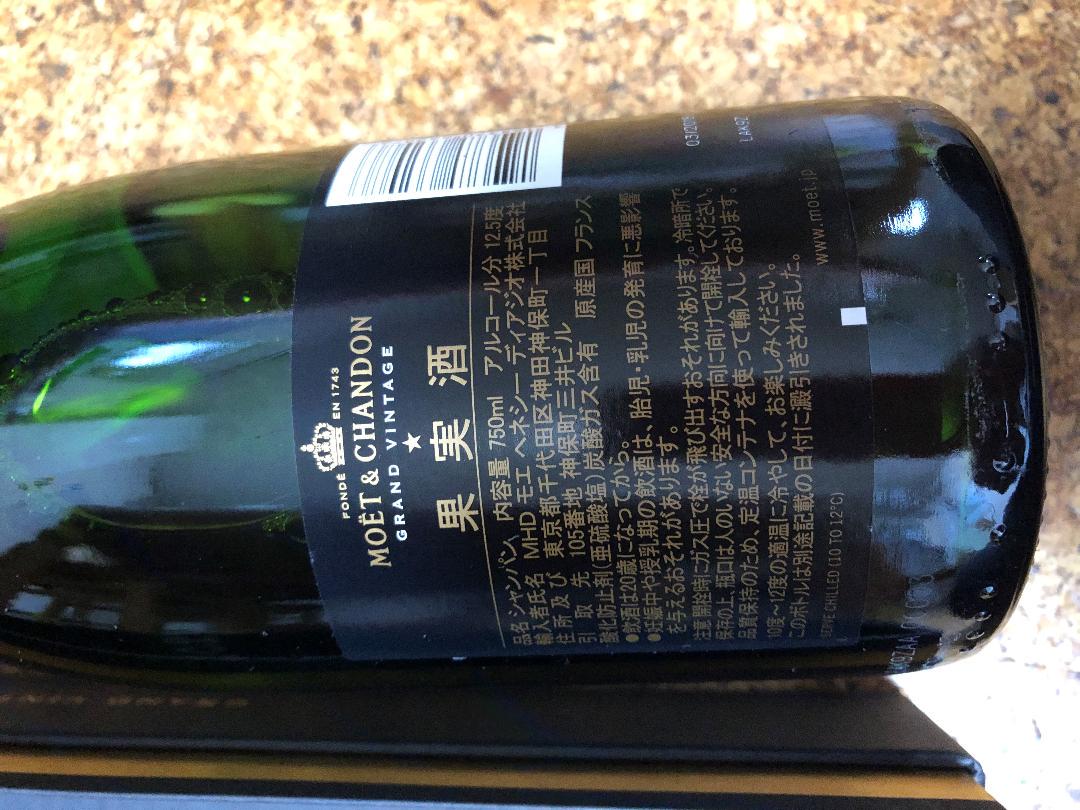 FONDÉ EN 1743
MOËT & CHANDON
GRAND VINTAGE
果実酒
品名 シャンパン、内容量 750ml アルコール分 12.5度
輸入者氏名 MHD モエ ヘネシー ディアジオ株式会社
住所及び 東京都千代田区神田神保町一丁目
引取先 105番地 神保町三井ビル
酸化防止剤(亜硫酸塩)炭酸ガス含有 原産国 フランス
●飲酒は20歳になってから。
●妊娠中や授乳期の飲酒は、胎児・乳児の発育に悪影響
を与えるおそれがあります。
注意 開栓時にガス圧で栓が飛び出すおそれがあります。冷暗所で
保存の上、瓶口は人のいない安全な方向に向けて開栓してください。
品質保持のため、定温コンテナを使って輸入しております。
10度~12度の適温に冷やして、お楽しみください。
このボトルは別途記載の日付に澱引きされました。
SERVE CHILLED (10 TO 12°C)
www.moet.jp
LAK9Z